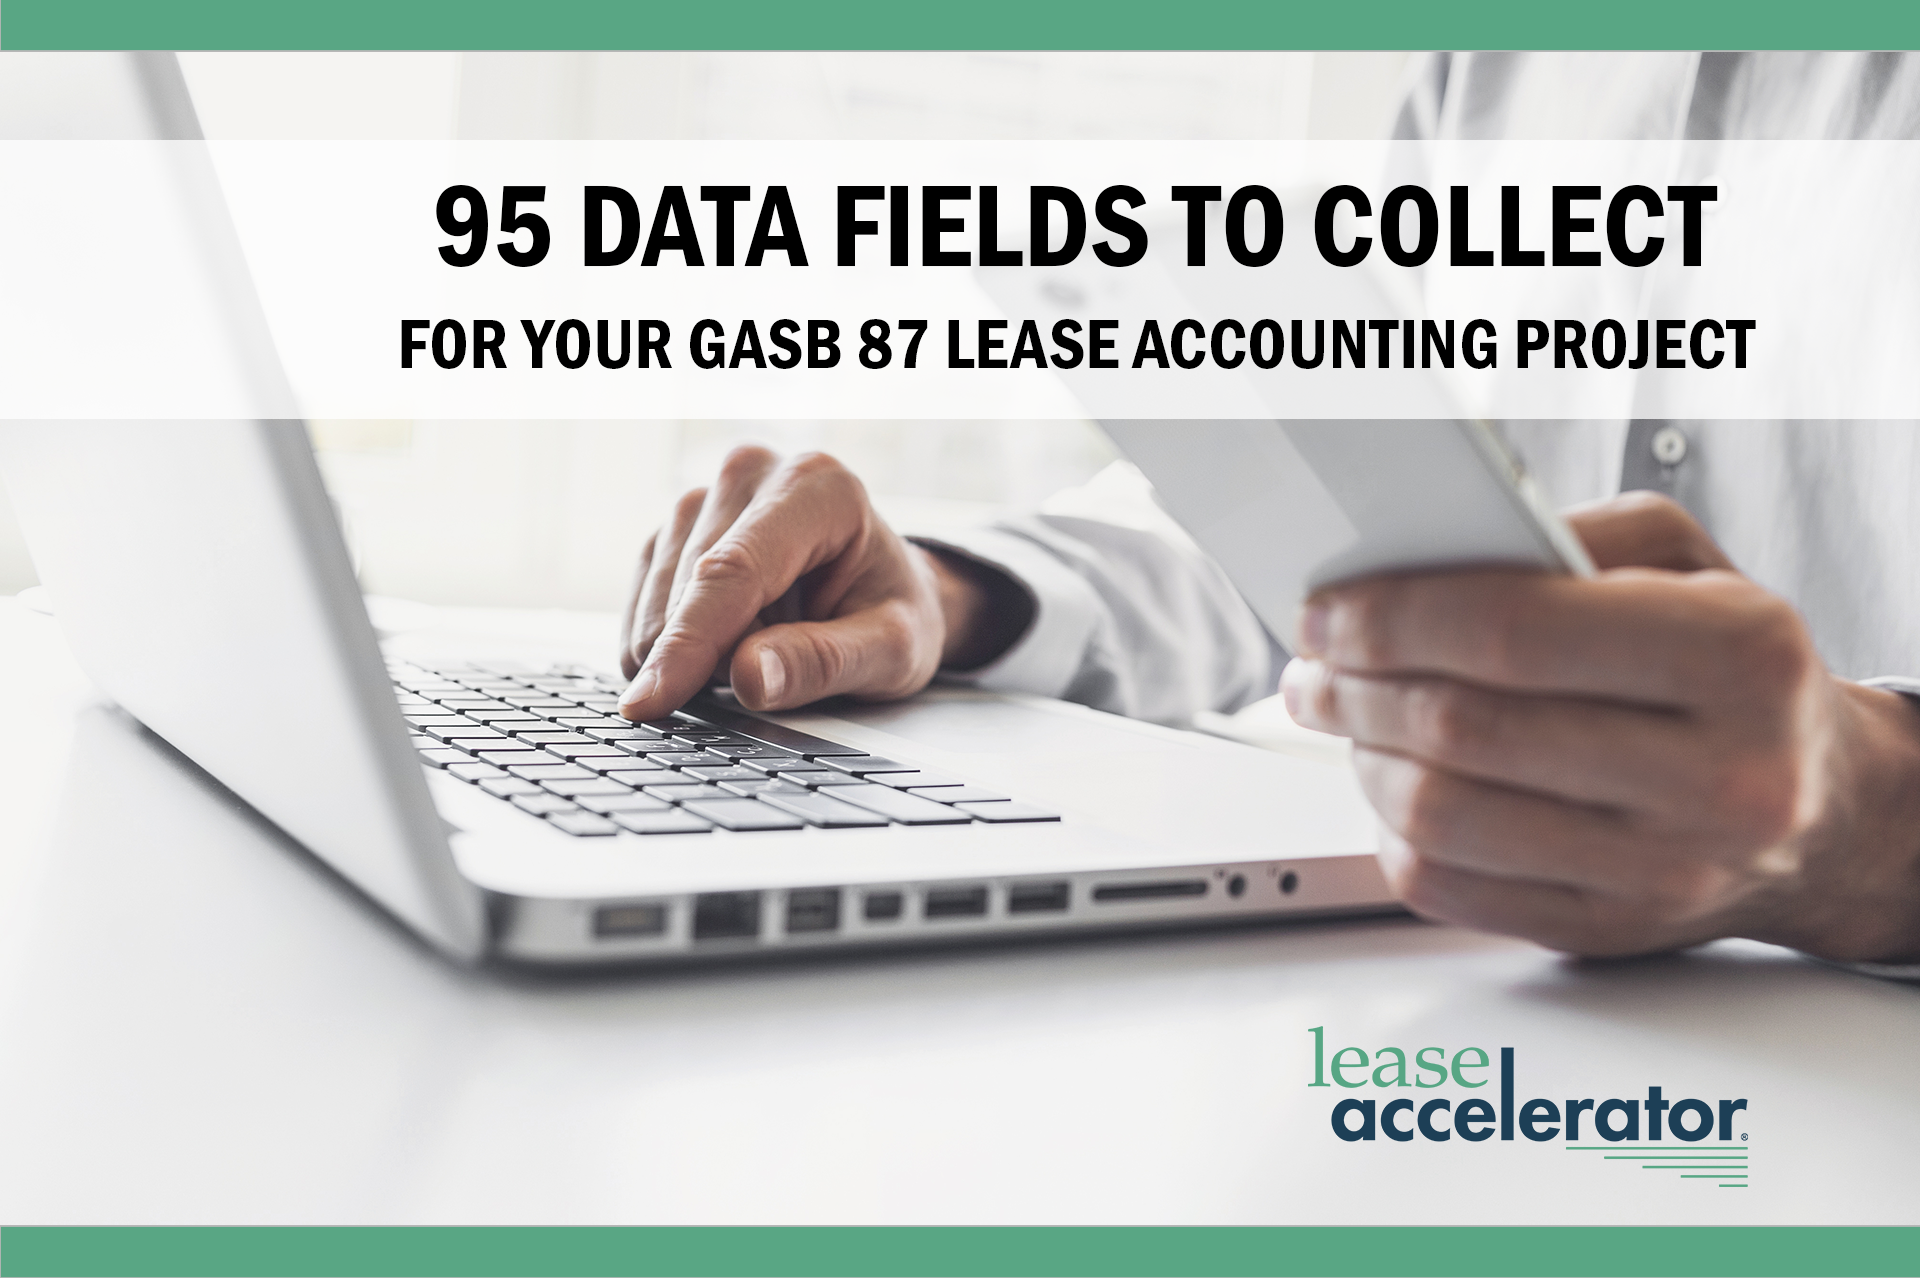 95 DATA FIELDS TO COLLECT
FOR YOUR GASB 87 LEASE ACCOUNTING PROJECT
lease
accelerator®